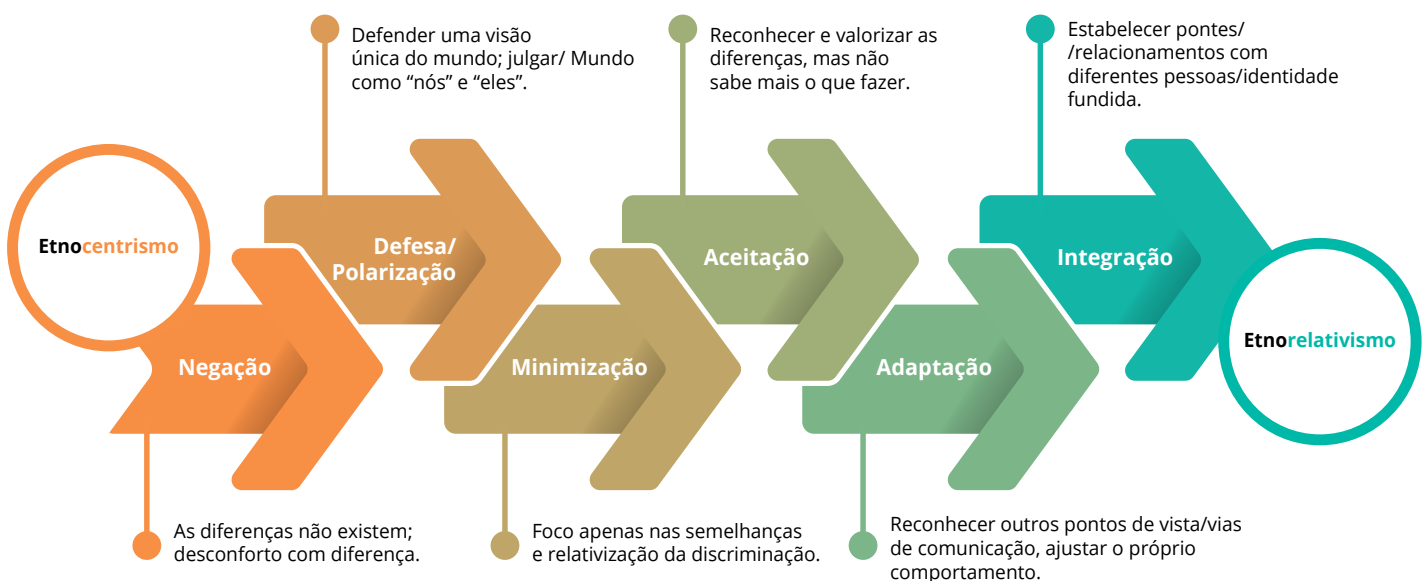 Etnocentrismo
Negação
As diferenças não existem;
desconforto com diferença.
Defender uma visão
única do mundo; julgar/ Mundo
como “nós” e “eles”.
Defesa/
Polarização
Minimização
Foco apenas nas semelhanças
e relativização da discriminação.
Reconhecer e valorizar as
diferenças, mas não
sabe mais o que fazer.
Aceitação
Adaptação
Reconhecer outros pontos de vista/vias
de comunicação, ajustar o próprio
comportamento.
Estabelecer pontes/
/relacionamentos com
diferentes pessoas/identidade
fundida.
Integração
Etnorelativismo